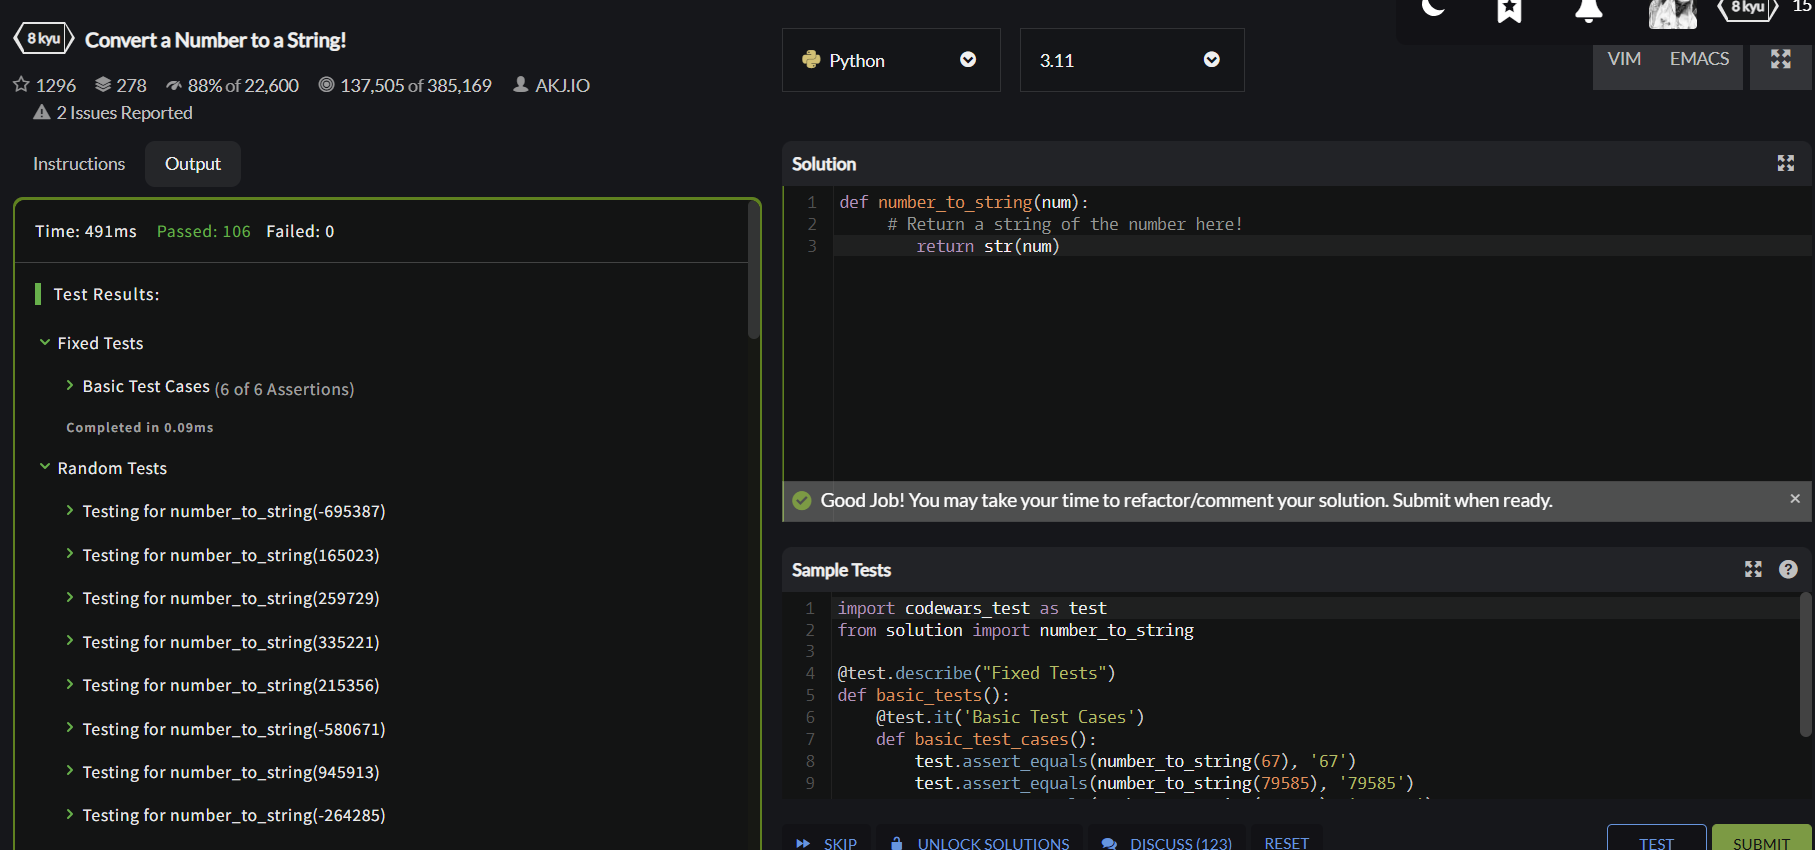 8 kyu Convert a Number to a String!
1296 278 88% of 22,600 137,505 of 385,169 AKJ.IO
2 Issues Reported
Instructions Output
Time: 491ms Passed: 106 Failed: 0
Test Results:
Fixed Tests
Basic Test Cases (6 of 6 Assertions)
Completed in 0.09ms
Random Tests
Testing for number_to_string(-695387)
Testing for number_to_string(165023)
Testing for number_to_string(259729)
Testing for number_to_string(335221)
Testing for number_to_string(215356)
Testing for number_to_string(-580671)
Testing for number_to_string(945913)
Testing for number_to_string(-264285)
8 kyu 15
Python 3.11 VIM EMACS
Solution
1 def number_to_string(num):
2 # Return a string of the number here!
3 return str(num)
Good Job! You may take your time to refactor/comment your solution. Submit when ready. ×
Sample Tests ?
1 import codewars_test as test
2 from solution import number_to_string
3
4 @test.describe("Fixed Tests")
5 def basic_tests():
6 @test.it('Basic Test Cases')
7 def basic_test_cases():
8 test.assert_equals(number_to_string(67), '67')
9 test.assert_equals(number_to_string(79585), '79585')
SKIP UNLOCK SOLUTIONS DISCUSS (123) RESET TEST SUBMIT